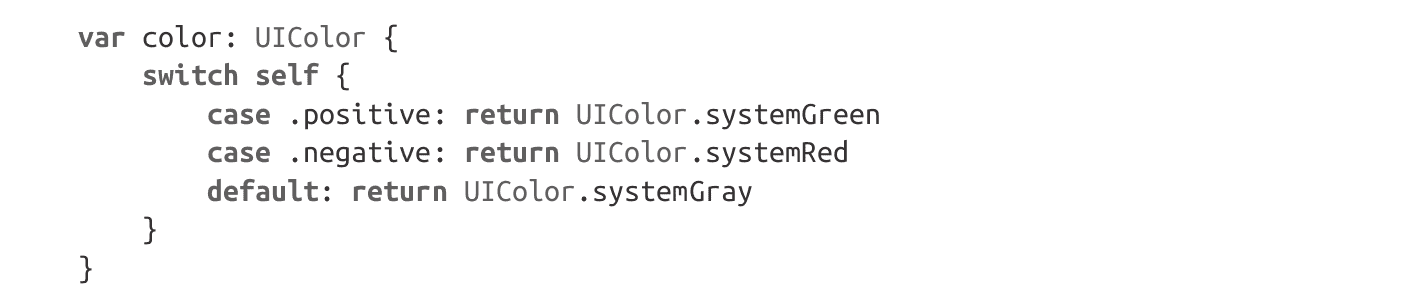 var color: UIColor {
    switch self {
        case .positive: return UIColor.systemGreen
        case .negative: return UIColor.systemRed
        default: return UIColor.systemGray
    }
}